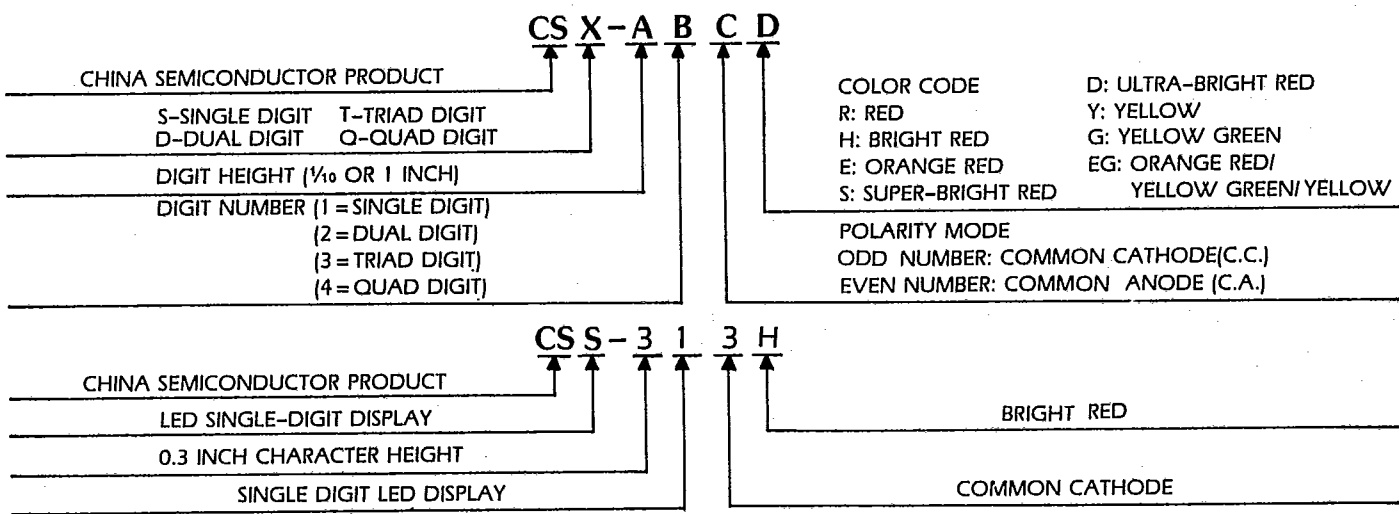 CS X-A B C D
CHINA SEMICONDUCTOR PRODUCT
S-SINGLE DIGIT T-TRIAD DIGIT
D-DUAL DIGIT Q-QUAD DIGIT
DIGIT HEIGHT (1/10 OR 1 INCH)
DIGIT NUMBER (1=SINGLE DIGIT)
(2=DUAL DIGIT)
(3=TRIAD DIGIT)
(4=QUAD DIGIT)
COLOR CODE D: ULTRA-BRIGHT RED
R: RED Y: YELLOW
H: BRIGHT RED G: YELLOW GREEN
E: ORANGE RED EG: ORANGE RED/
S: SUPER-BRIGHT RED YELLOW GREEN/YELLOW
POLARITY MODE
ODD NUMBER: COMMON CATHODE(C.C.)
EVEN NUMBER: COMMON ANODE (C.A.)
CS S-3 1 3 H
CHINA SEMICONDUCTOR PRODUCT
LED SINGLE-DIGIT DISPLAY
0.3 INCH CHARACTER HEIGHT
SINGLE DIGIT LED DISPLAY
BRIGHT RED
COMMON CATHODE